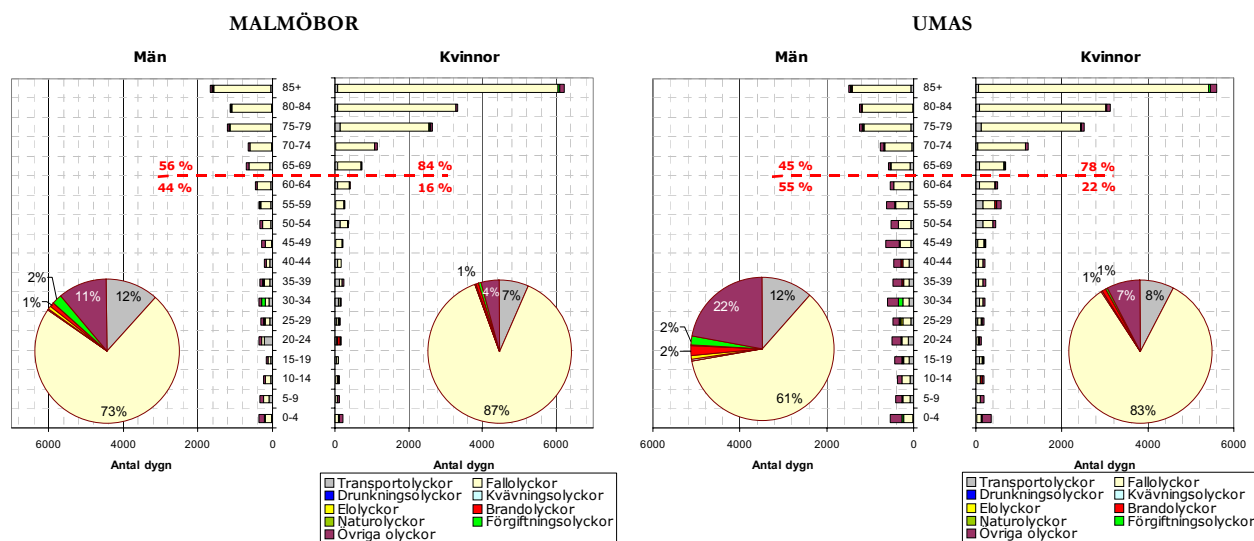 MALMÖBOR
UMAS
Män
Kvinnor
Män
Kvinnor
85+
80-84
75-79
70-74
65-69
60-64
55-59
50-54
45-49
40-44
35-39
30-34
25-29
20-24
15-19
10-14
5-9
0-4
56 %
84 %
44 %
16 %
2%
11%
12%
1%
73%
1%
4%
7%
87%
6000
4000
2000
0
0
2000
4000
6000
Antal dygn
Antal dygn
Transportolyckor
Fallolyckor
Drunkningsolyckor
Kvävningsolyckor
Elolyckor
Brandolyckor
Naturolyckor
Förgiftningsolyckor
Övriga olyckor
85+
80-84
75-79
70-74
65-69
60-64
55-59
50-54
45-49
40-44
35-39
30-34
25-29
20-24
15-19
10-14
5-9
0-4
45 %
78 %
55 %
22 %
22%
12%
2%
2%
61%
1%
1%
7%
8%
83%
6000
4000
2000
0
0
2000
4000
6000
Antal dygn
Antal dygn
Transportolyckor
Fallolyckor
Drunkningsolyckor
Kvävningsolyckor
Elolyckor
Brandolyckor
Naturolyckor
Förgiftningsolyckor
Övriga olyckor